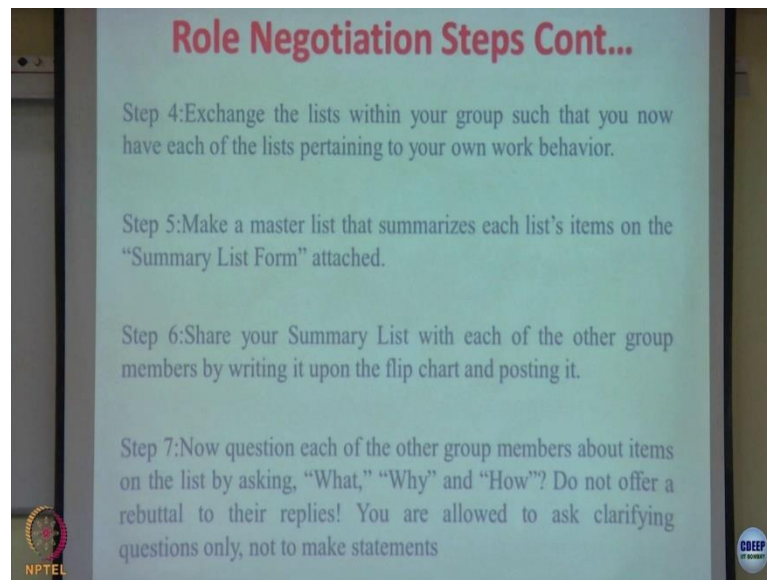 Role Negotiation Steps Cont...
Step 4:Exchange the lists within your group such that you now
have each of the lists pertaining to your own work behavior.
Step 5:Make a master list that summarizes each list's items on the
“Summary List Form” attached.
Step 6:Share your Summary List with each of the other group
members by writing it upon the flip chart and posting it.
Step 7:Now question each of the other group members about items
on the list by asking, “What,” “Why” and “How”? Do not offer a
rebuttal to their replies! You are allowed to ask clarifying
questions only, not to make statements
NPTEL
CDEEP
IIT BOMBAY